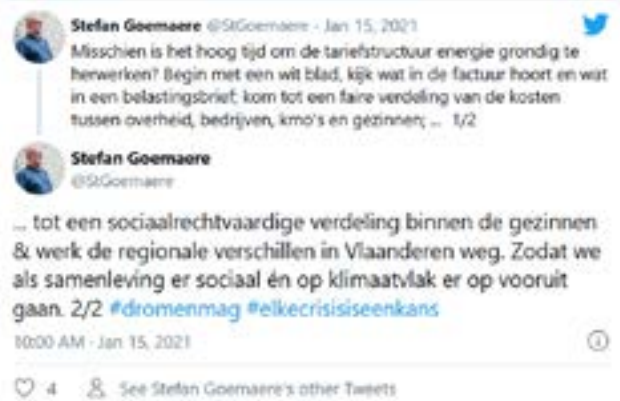 Stefan Goemaere @StGoemaere · Jan 15, 2021
Misschien is het hoog tijd om de tariefstructuur energie grondig te
herwerken? Begin met een wit blad, kijk wat in de factuur hoort en wat
in een belastingsbrief; kom tot een faire verdeling van de kosten
tussen overheid, bedrijven, kmo's en gezinnen; ... 1/2
Stefan Goemaere
@StGoemaere
... tot een sociaalrechtvaardige verdeling binnen de gezinnen
& werk de regionale verschillen in Vlaanderen weg. Zodat we
als samenleving er sociaal én op klimaatvlak er op vooruit
gaan. 2/2 #dromenmag #elkecrisisiseenkans
10:00 AM · Jan 15, 2021
4 See Stefan Goemaere's other Tweets